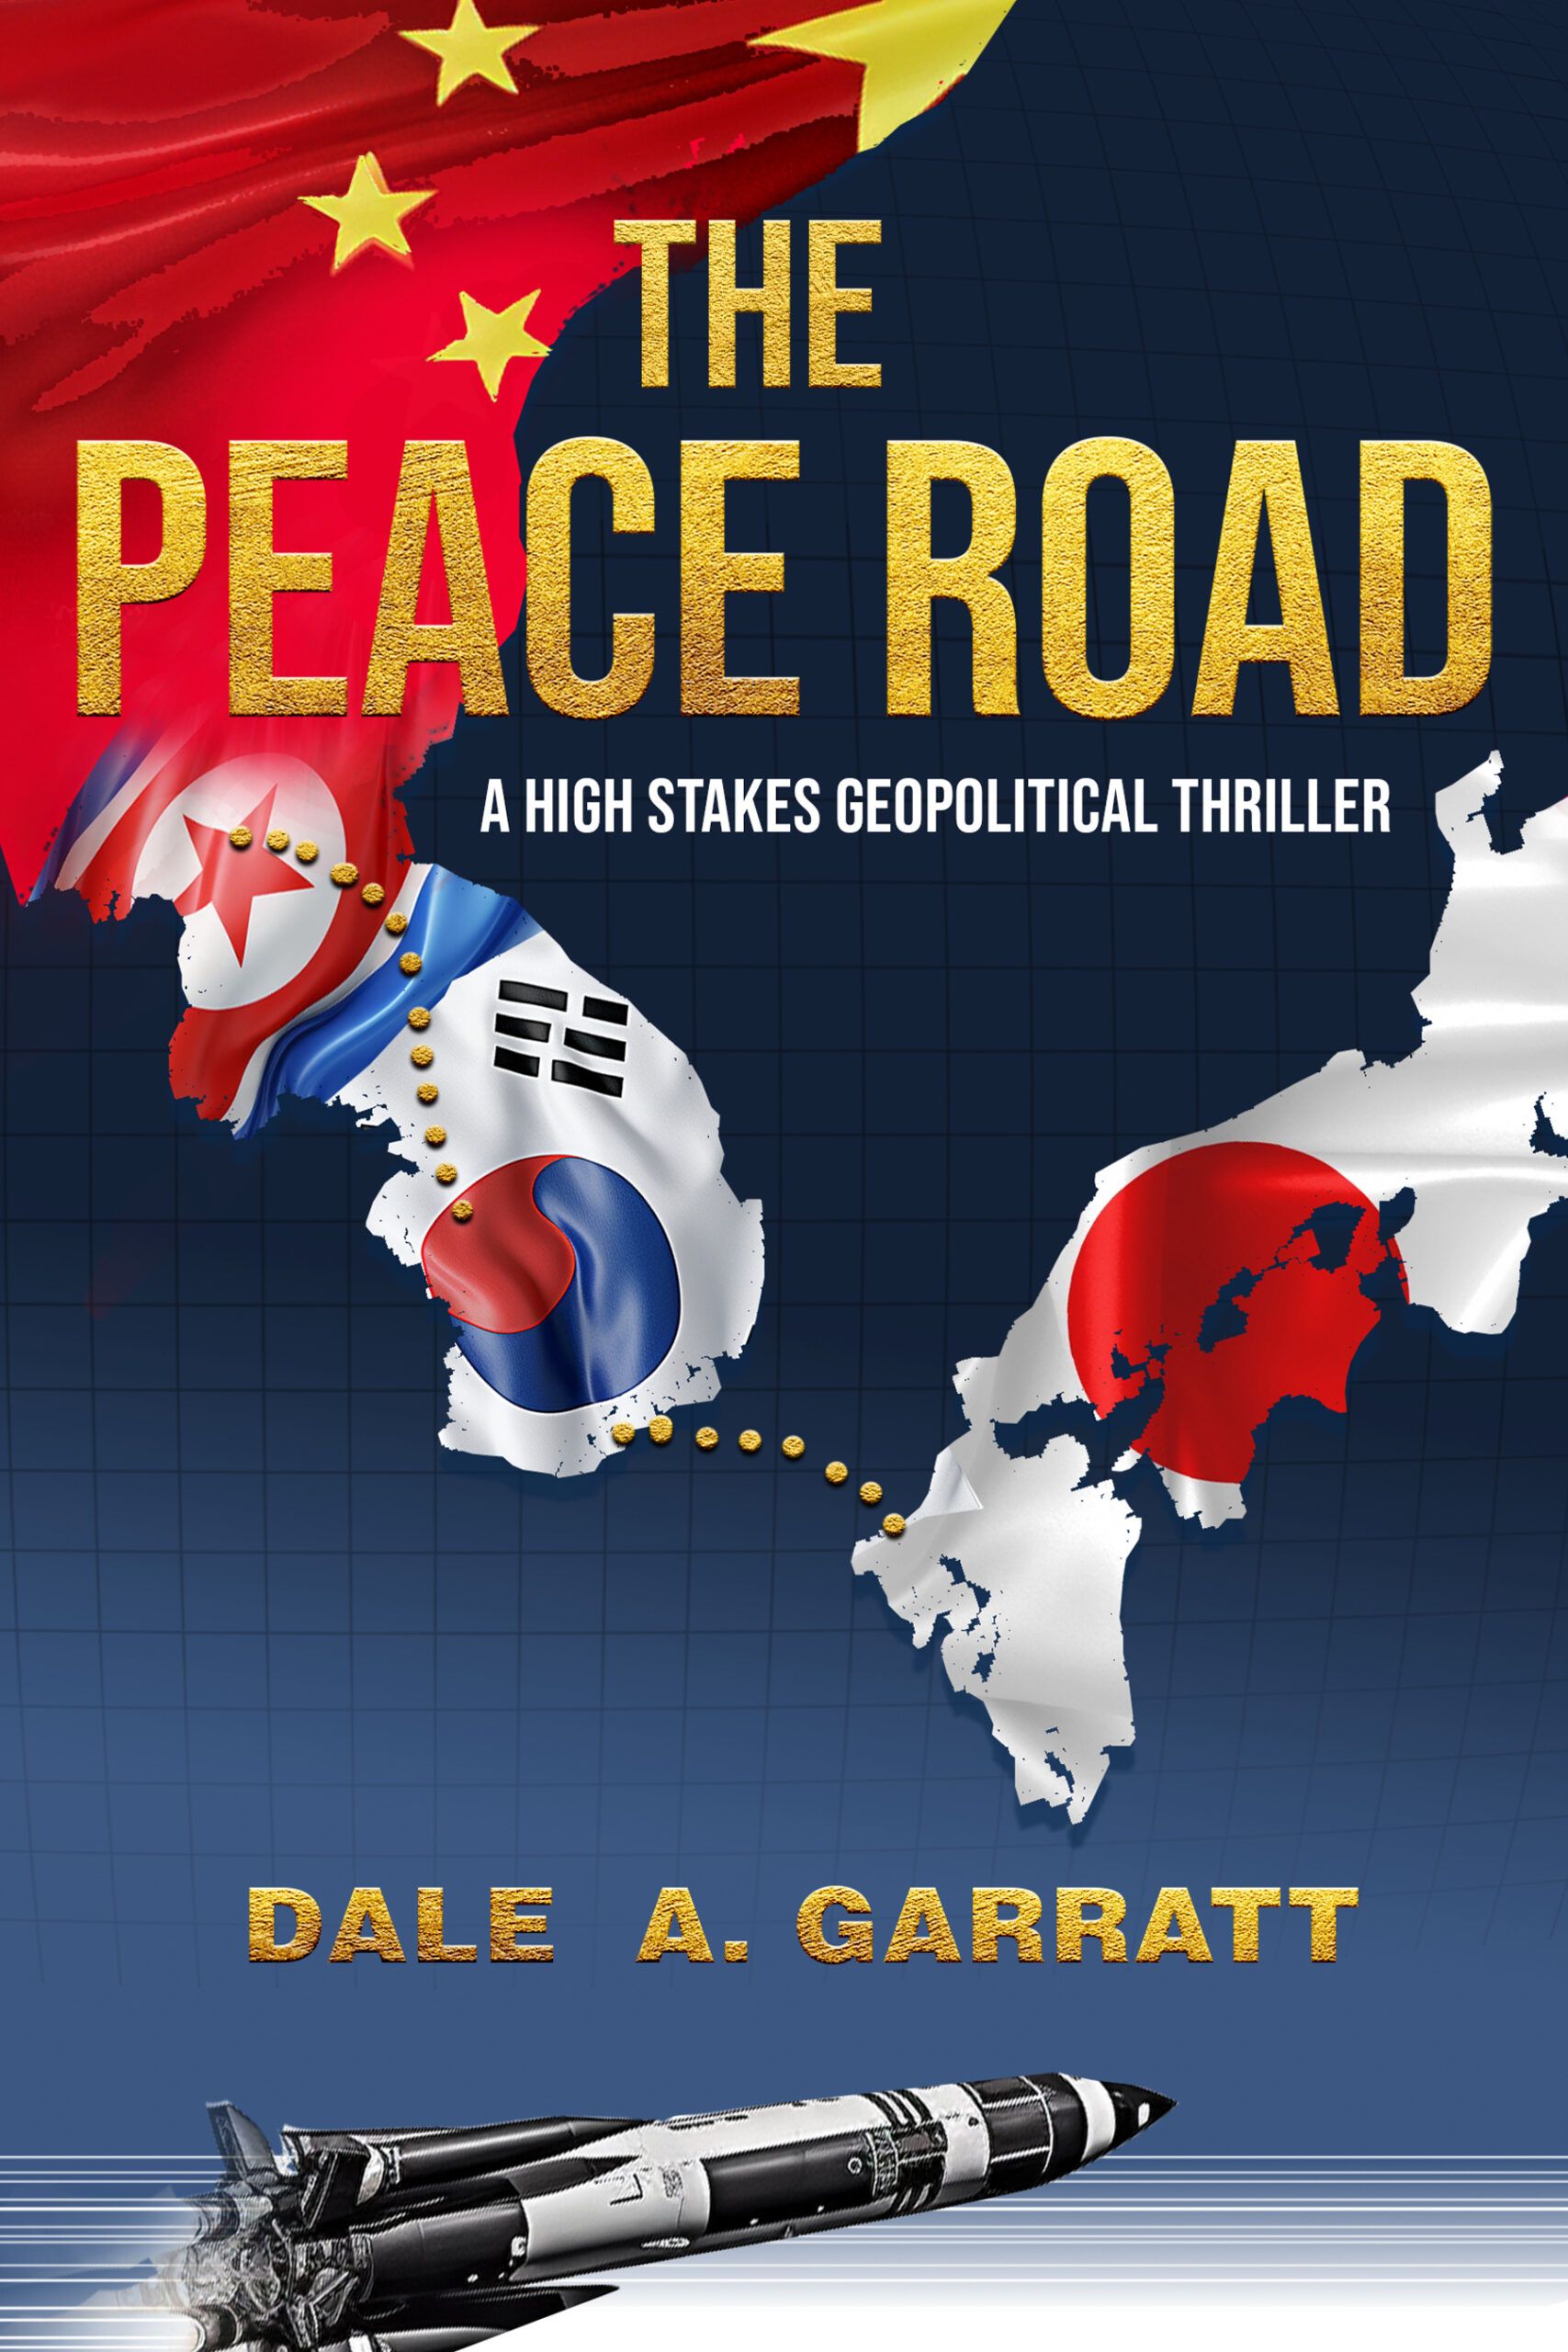 THE
PEACE ROAD
A HIGH STAKES GEOPOLITICAL THRILLER
DALE A. GARRATT